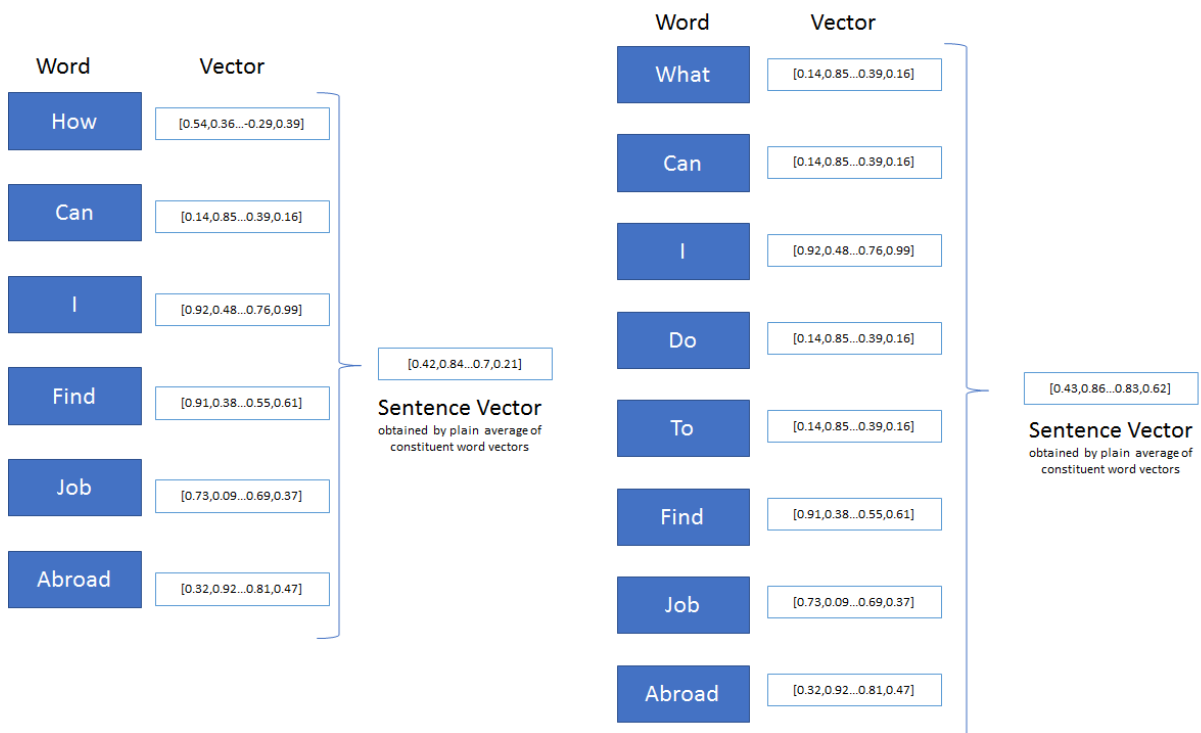 Word Vector
How [0.54,0.36...-0.29,0.39]
Can [0.14,0.85...0.39,0.16]
I [0.92,0.48...0.76,0.99]
Find [0.91,0.38...0.55,0.61]
Job [0.73,0.09...0.69,0.37]
Abroad [0.32,0.92...0.81,0.47]
[0.42,0.84...0.7,0.21]
Sentence Vector
obtained by plain average of
constituent word vectors
Word Vector
What [0.14,0.85...0.39,0.16]
Can [0.14,0.85...0.39,0.16]
I [0.92,0.48...0.76,0.99]
Do [0.14,0.85...0.39,0.16]
To [0.14,0.85...0.39,0.16]
Find [0.91,0.38...0.55,0.61]
Job [0.73,0.09...0.69,0.37]
Abroad [0.32,0.92...0.81,0.47]
[0.43,0.86...0.83,0.62]
Sentence Vector
obtained by plain average of
constituent word vectors